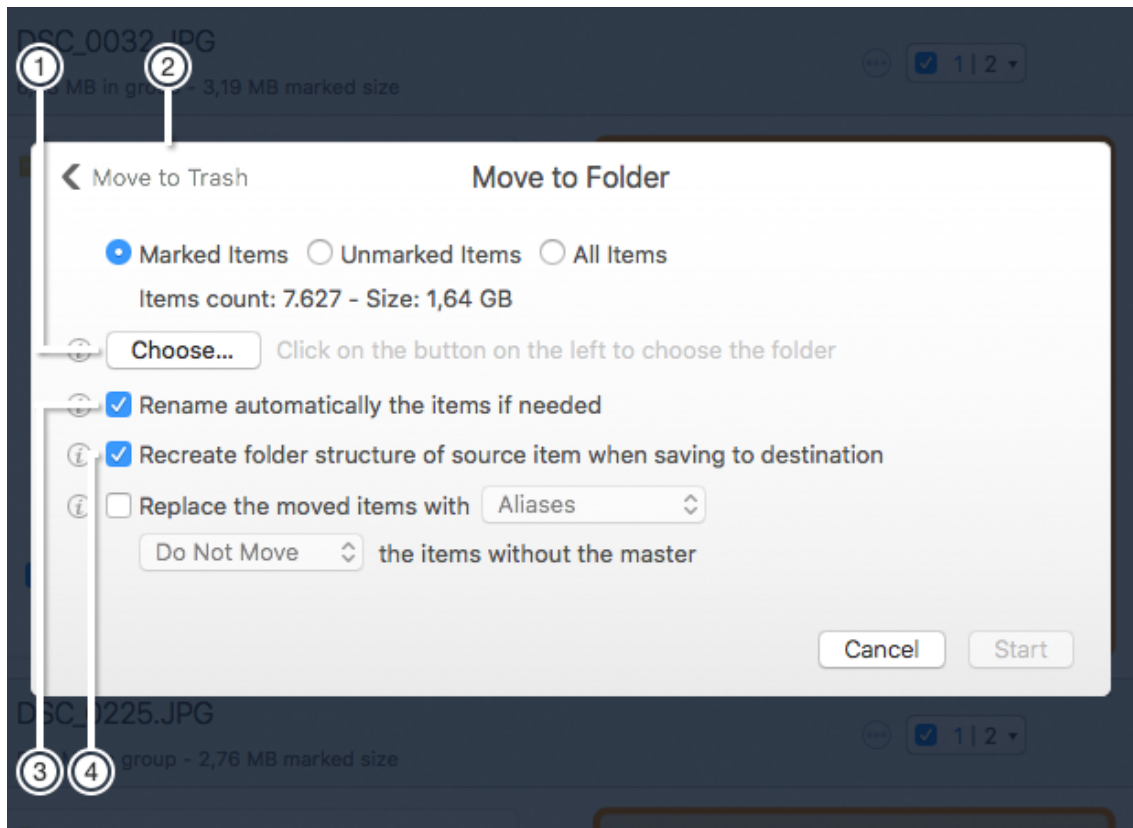 DSC_0032.JPG
1
2
MB in group - 3,19 MB marked size
1 | 2
Move to Trash
Move to Folder
Marked Items
Unmarked Items
All Items
Items count: 7.627 - Size: 1,64 GB
Choose...
Click on the button on the left to choose the folder
Rename automatically the items if needed
Recreate folder structure of source item when saving to destination
Replace the moved items with
Aliases
Do Not Move
the items without the master
Cancel
Start
DSC_0225.JPG
1 | 2
3
4
group - 2,76 MB marked size